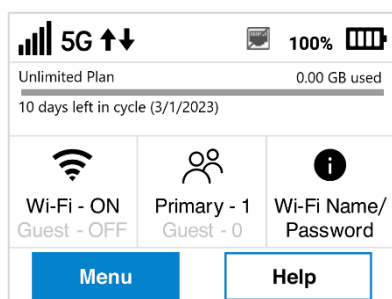 5G 100%
Unlimited Plan 0.00 GB used
10 days left in cycle (3/1/2023)
Wi-Fi - ON Primary - 1 Wi-Fi Name/
Guest - OFF Guest - 0 Password
Menu Help